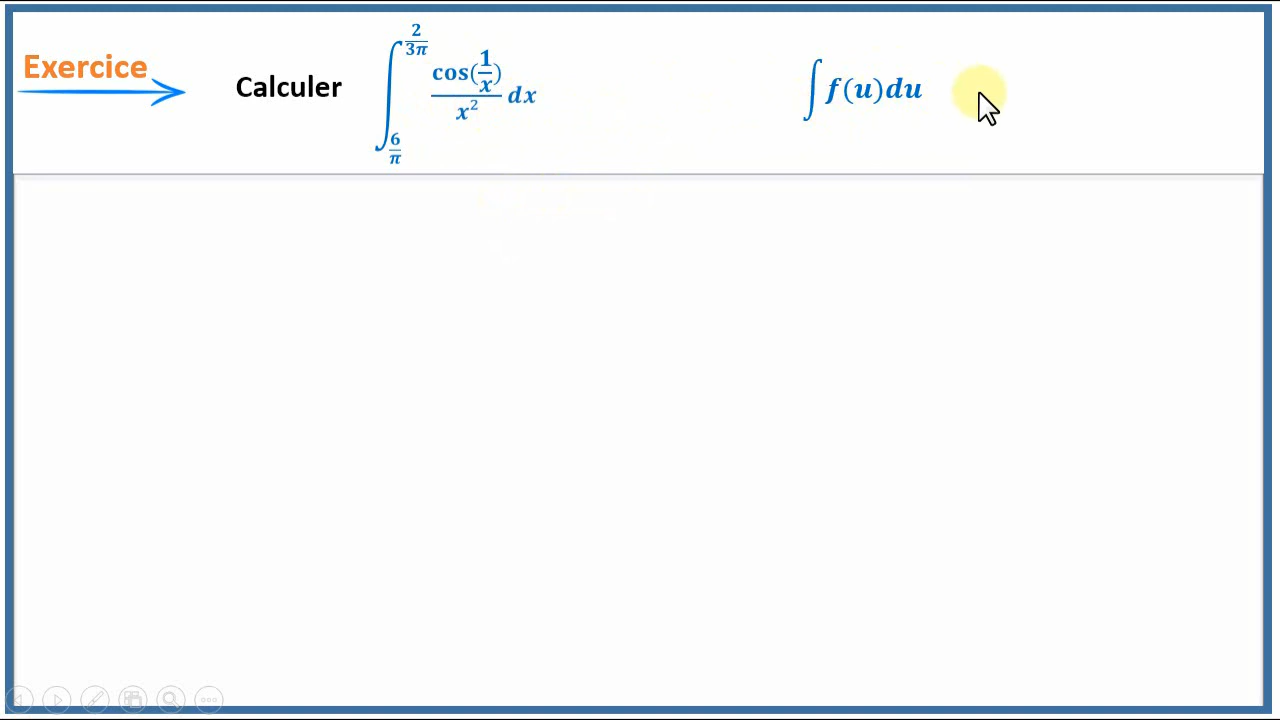 Exercice
Calculer ∫_{6/π}^{2/3π} cos(1/x)/x² dx
∫ f(u)du